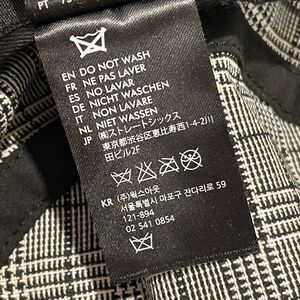 PT
EN DO NOT WASH
FR NE PAS LAVER
ES NO LAVAR
DE NICHT WASCHEN
IT NON LAVARE
NL NIET WASSEN
JP (株)ストレートシックス
東京都渋谷区恵比寿西1-4-2111
田ビル2F
KR (주)웍스아웃
서울특별시 마포구 잔다리로 59
121-894
02 541 0854